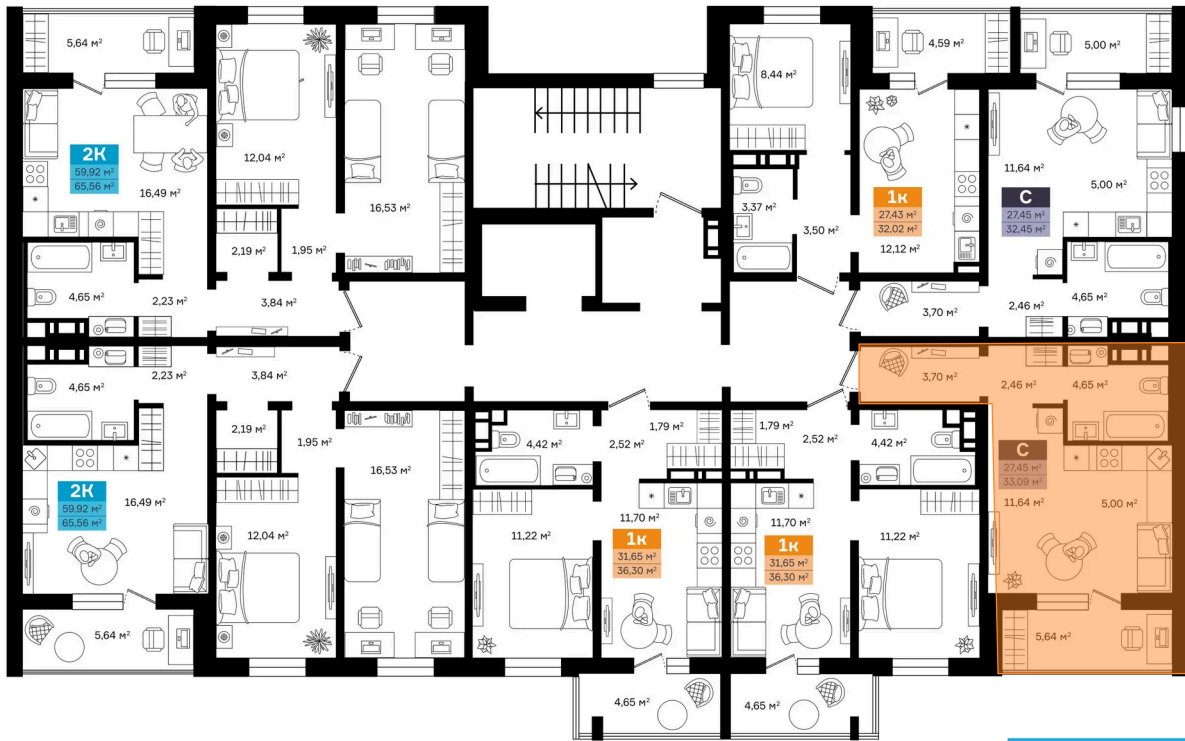 5,64 м²
2К
59,92 м²
65,56 м²
16,49 м²
12,04 м²
16,53 м²
2,19 м²
1,95 м²
4,65 м²
2,23 м²
3,84 м²
8,44 м²
3,37 м²
3,50 м²
4,59 м²
1к
27,43 м²
32,02 м²
12,12 м²
5,00 м²
11,64 м²
5,00 м²
С
27,45 м²
32,45 м²
3,70 м²
2,46 м²
4,65 м²
4,65 м²
2,23 м²
3,84 м²
2,19 м²
1,95 м²
16,53 м²
2К
59,92 м²
65,56 м²
16,49 м²
12,04 м²
5,64 м²
4,42 м²
2,52 м²
1,79 м²
11,22 м²
11,70 м²
1к
31,65 м²
36,30 м²
4,65 м²
1,79 м²
2,52 м²
4,42 м²
11,70 м²
1к
31,65 м²
36,30 м²
11,22 м²
4,65 м²
3,70 м²
2,46 м²
4,65 м²
С
27,45 м²
33,09 м²
11,64 м²
5,00 м²
5,64 м²